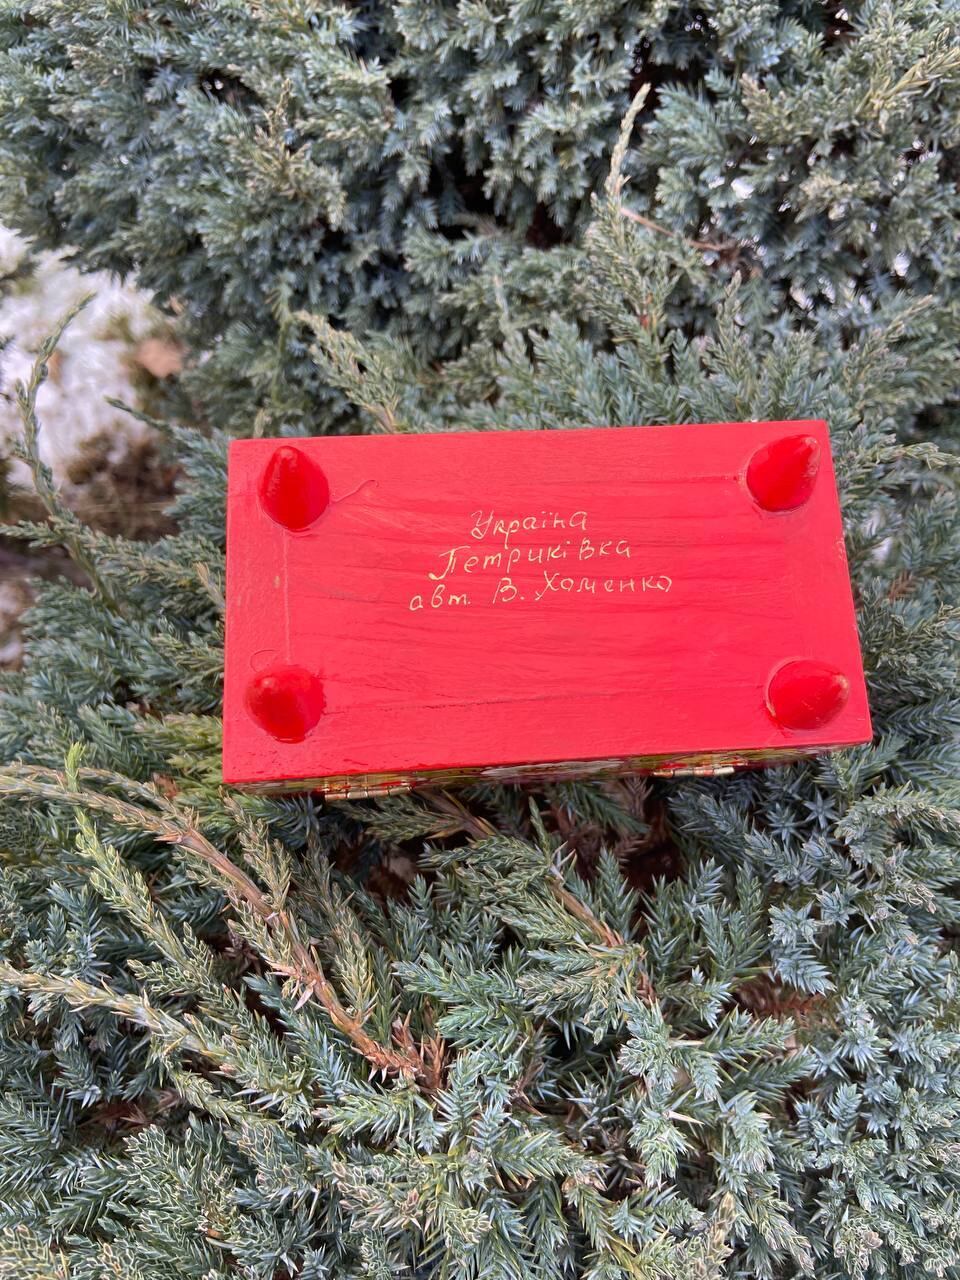 Україна
Петриківка
авт. В. Хоменко